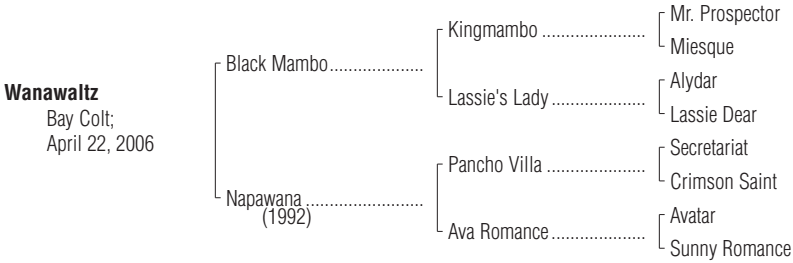 Mr. Prospector
Kingmambo ......................
Miesque
Black Mambo....................
Alydar
Lassie's Lady ....................
Lassie Dear
Wanawaltz
Bay Colt;
April 22, 2006
Secretariat
Pancho Villa .....................
Crimson Saint
Napawana .........................
(1992)
Avatar
Ava Romance....................
Sunny Romance